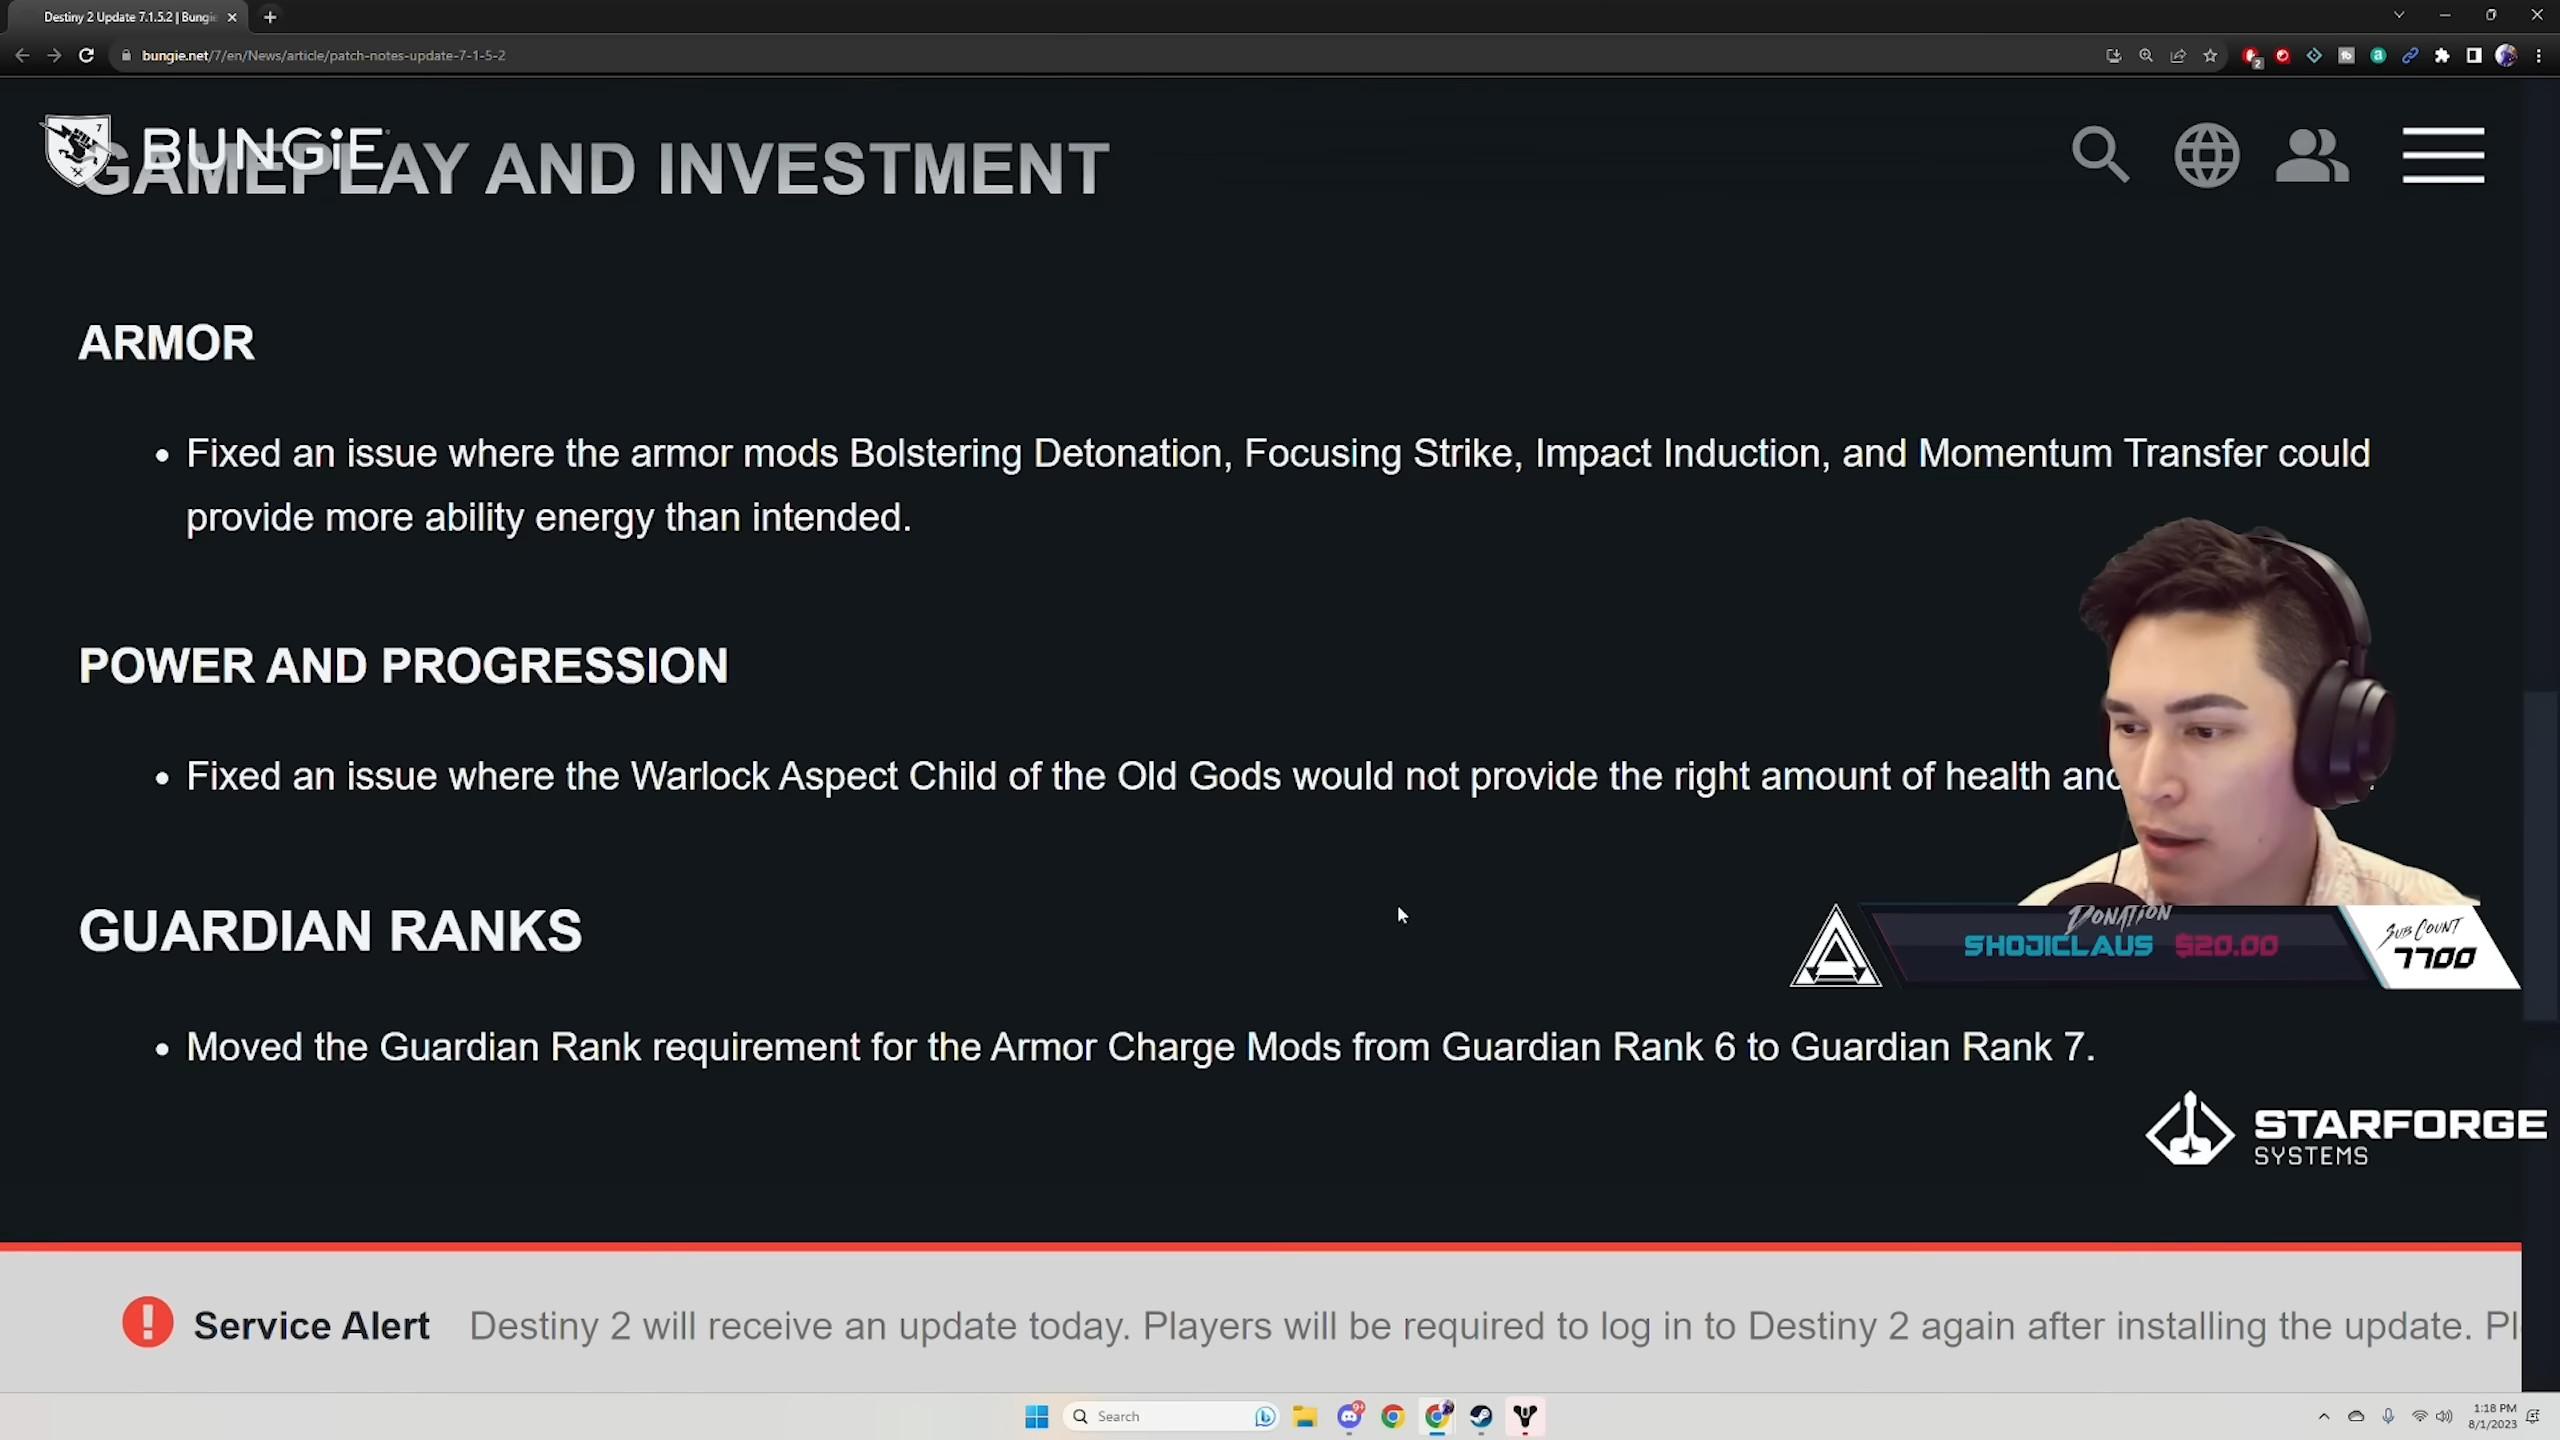 Destiny 2 Update 7.1.5.2 | Bungie
bungie.net/7/en/News/article/patch-notes-update-7-1-5-2
BUNGiE
GAMEPLAY AND INVESTMENT
ARMOR
• Fixed an issue where the armor mods Bolstering Detonation, Focusing Strike, Impact Induction, and Momentum Transfer could
provide more ability energy than intended.
POWER AND PROGRESSION
• Fixed an issue where the Warlock Aspect Child of the Old Gods would not provide the right amount of health and
GUARDIAN RANKS
DONATION
SHOJICLAUS $20.00
SUB COUNT
7700
• Moved the Guardian Rank requirement for the Armor Charge Mods from Guardian Rank 6 to Guardian Rank 7.
STARFORGE
SYSTEMS
Service Alert Destiny 2 will receive an update today. Players will be required to log in to Destiny 2 again after installing the update. Pl
Search
1:18 PM
8/1/2023